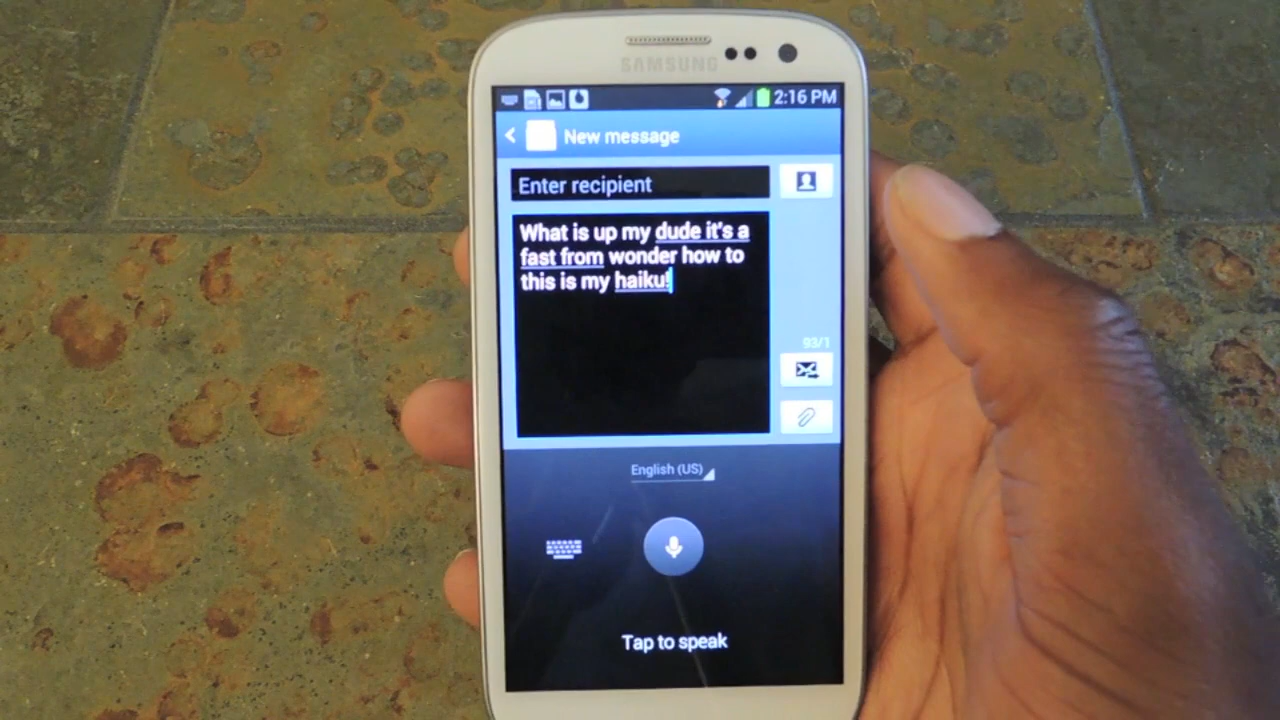 SAMSUNG
2:16 PM
New message
Enter recipient
What is up my dude it's a
fast from wonder how to
this is my haiku!
93/1
English (US)
Tap to speak